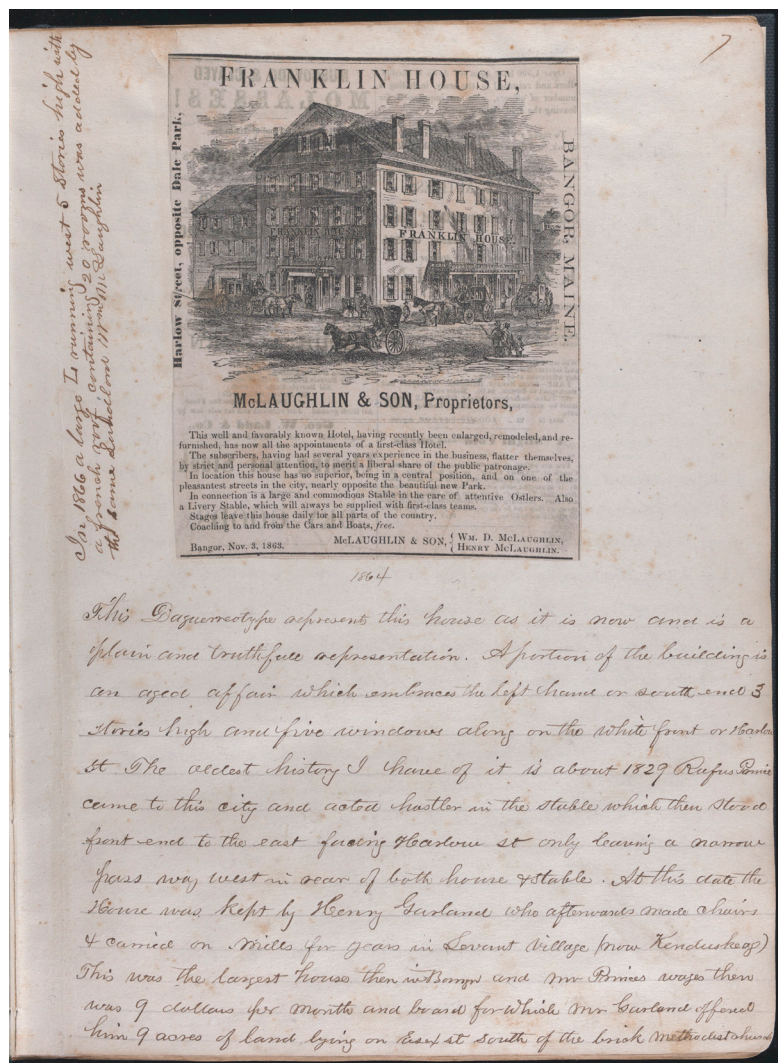 7
In 1866 a large L running west 5 stories high with
a french roof containing 20 rooms was added by
the same Landlord Wm McLaughlin
FRANKLIN HOUSE,
Harlow Street, opposite Dale Park,
BANGOR, MAINE.
FRANKLIN HOUSE
FRANKLIN HOUSE.
McLAUGHLIN & SON, Proprietors,
This well and favorably known Hotel, having recently been enlarged, remodeled, and re-
furnished, has now all the appointments of a first-class Hotel.
The subscribers, having had several years experience in the business, flatter themselves,
by strict and personal attention, to merit a liberal share of the public patronage.
In location this house has no superior, being in a central position, and on one of the
pleasantest streets in the city, nearly opposite the beautiful new Park.
In connection is a large and commodious Stable in the care of attentive Ostlers. Also
a Livery Stable, which will always be supplied with first-class teams.
Stages leave this house daily for all parts of the country.
Coaching to and from the Cars and Boats, free.
Bangor, Nov. 3, 1863. McLAUGHLIN & SON, { WM. D. McLAUGHLIN,
HENRY McLAUGHLIN.
1864
This Daguerreotype represent this house as it is now and is a
plain and truthfull representation. A portion of the building is
an aged affair which embraces the left hand or south end 3
stories high and five windows along on the white front or Harlow
St The oldest history I have of it is about 1829 Rufus Prince
came to this city and acted hostler in the stable which then stood
front end to the east facing Harlow st only leaving a narrow
pass way west in rear of both house & stable. At this date the
House was kept by Henry Garland who afterwards made chairs
& carried on Mills for years in Levant village (now Kenduskeag)
This was the largest house then in Bangor and Mr Princes wages then
was 9 dollars per month and board for which Mr Garland offered
him 9 acres of land lying on Essex st south of the brick Methodist church